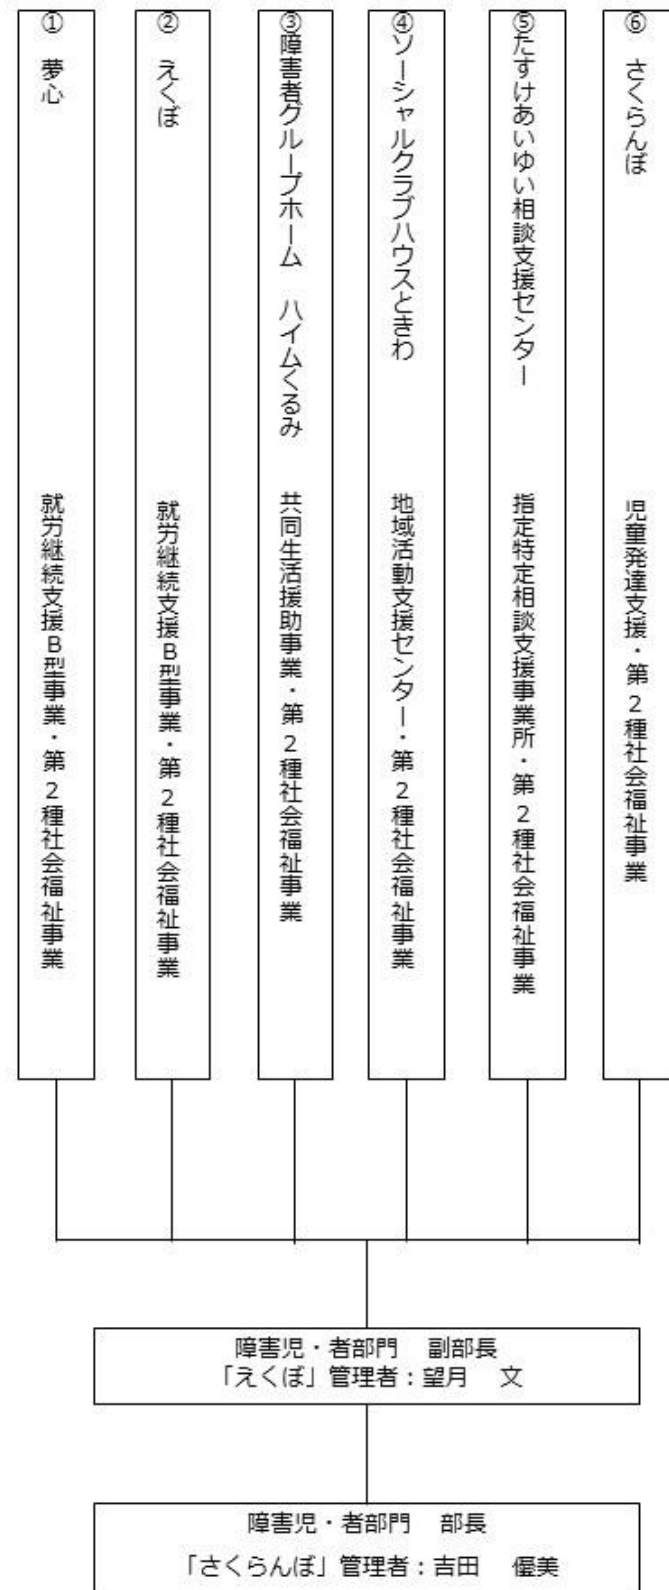 ① 夢心　就労継続支援B型事業・第2種社会福祉事業
② えくぼ　就労継続支援B型事業・第2種社会福祉事業
③障害者グループホーム　ハイムくるみ　共同生活援助事業・第2種社会福祉事業
④ソーシャルクラブハウスときわ　地域活動支援センター・第2種社会福祉事業
⑤たすけあいゆい相談支援センター　指定特定相談支援事業所・第2種社会福祉事業
⑥ さくらんぼ　児童発達支援・第2種社会福祉事業
障害児・者部門　副部長
「えくぼ」管理者：望月　文
障害児・者部門　部長
「さくらんぼ」管理者：吉田　優美